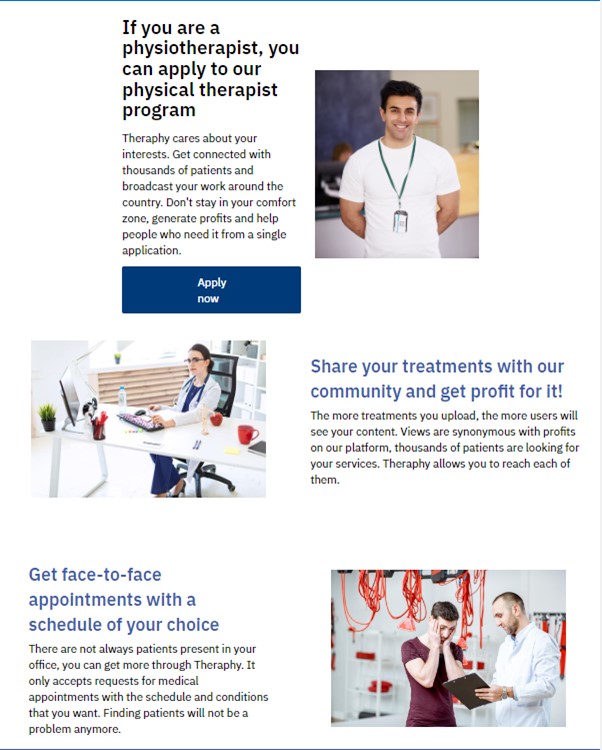 If you are a
physiotherapist, you
can apply to our
physical therapist
program
Theraphy cares about your
interests. Get connected with
thousands of patients and
broadcast your work around the
country. Don't stay in your comfort
zone, generate profits and help
people who need it from a single
application.
Apply
now
Share your treatments with our
community and get profit for it!
The more treatments you upload, the more users will
see your content. Views are synonymous with profits
on our platform, thousands of patients are looking for
your services. Theraphy allows you to reach each of
them.
Get face-to-face
appointments with a
schedule of your choice
There are not always patients present in your
office, you can get more through Theraphy. It
only accepts requests for medical
appointments with the schedule and conditions
that you want. Finding patients will not be a
problem anymore.